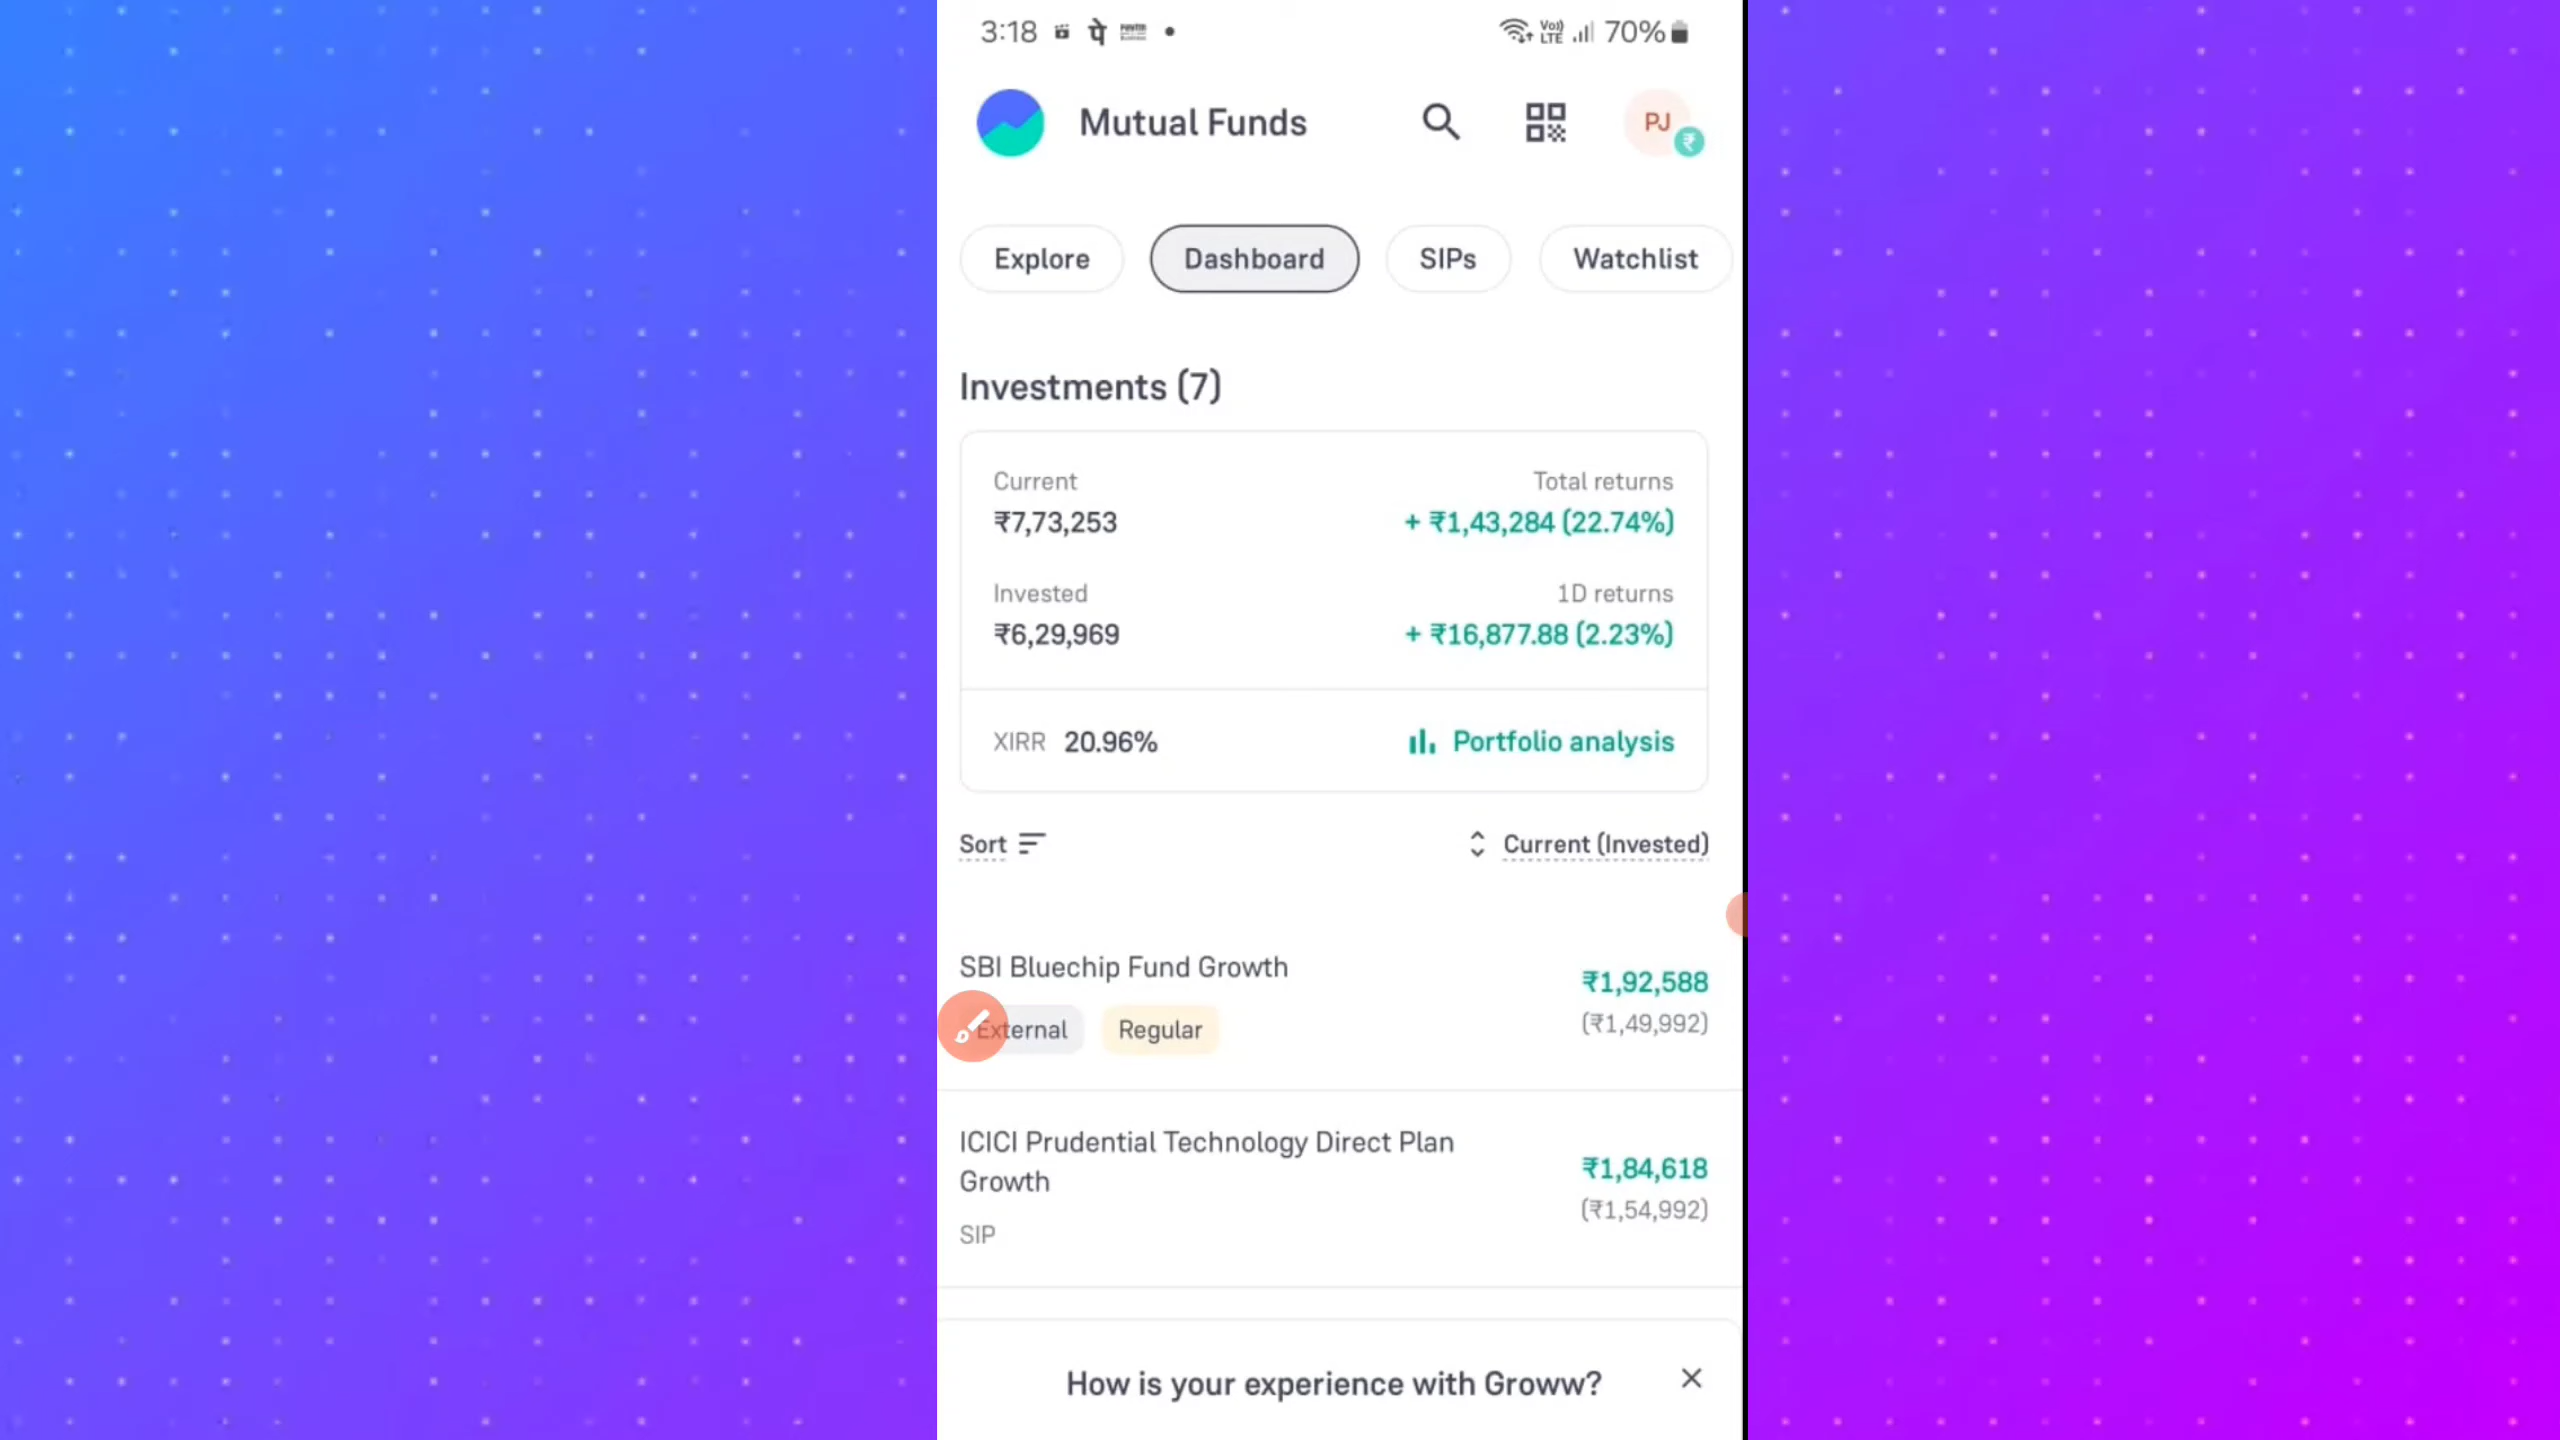 3:18 पे Vo) LTE 70%
Mutual Funds PJ ₹
Explore Dashboard SIPs Watchlist
Investments (7)
Current Total returns
₹7,73,253 + ₹1,43,284 (22.74%)
Invested 1D returns
₹6,29,969 + ₹16,877.88 (2.23%)
XIRR 20.96% Portfolio analysis
Sort Current (Invested)
SBI Bluechip Fund Growth ₹1,92,588
External Regular (₹1,49,992)
ICICI Prudential Technology Direct Plan
Growth ₹1,84,618
(₹1,54,992)
SIP
How is your experience with Groww?